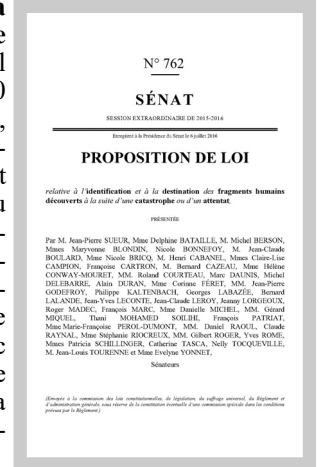 a
e
l
)
,
-
t
u
-
-
-
e
c
e
a
-
N° 762
SÉNAT
SESSION EXTRAORDINAIRE DE 2015-2016
Enregistré à la Présidence du Sénat le 6 juillet 2016
PROPOSITION DE LOI
relative à l'identification et à la destination des fragments humains
découverts à la suite d'une catastrophe ou d'un attentat,
PRÉSENTÉE
Par M. Jean-Pierre SUEUR, Mme Delphine BATAILLE, M. Michel BERSON,
Mmes Maryvonne BLONDIN, Nicole BONNEFOY, M. Jean-Claude
BOULARD, Mme Nicole BRICQ, M. Henri CABANEL, Mmes Claire-Lise
CAMPION, Françoise CARTRON, M. Bernard CAZEAU, Mme Hélène
CONWAY-MOURET, MM. Roland COURTEAU, Marc DAUNIS, Michel
DELEBARRE, Alain DURAN, Mme Corinne FÉRET, MM. Jean-Pierre
GODEFROY, Philippe KALTENBACH, Georges LABAZÉE, Bernard
LALANDE, Jean-Yves LECONTE, Jean-Claude LEROY, Jeanny LORGEOUX,
Roger MADEC, François MARC, Mme Danielle MICHEL, MM. Gérard
MIQUEL, Thani MOHAMED SOILIHI, François PATRIAT,
Mme Marie-Françoise PEROL-DUMONT, MM. Daniel RAOUL, Claude
RAYNAL, Mme Stéphanie RIOCREUX, MM. Gilbert ROGER, Yves ROME,
Mmes Patricia SCHILLINGER, Catherine TASCA, Nelly TOCQUEVILLE,
M. Jean-Louis TOURENNE et Mme Evelyne YONNET,
Sénateurs
(Envoyée à la commission des lois constitutionnelles, de législation, du suffrage universel, du Règlement et
d'administration générale, sous réserve de la constitution éventuelle d'une commission spéciale dans les conditions
prévues par le Règlement.)